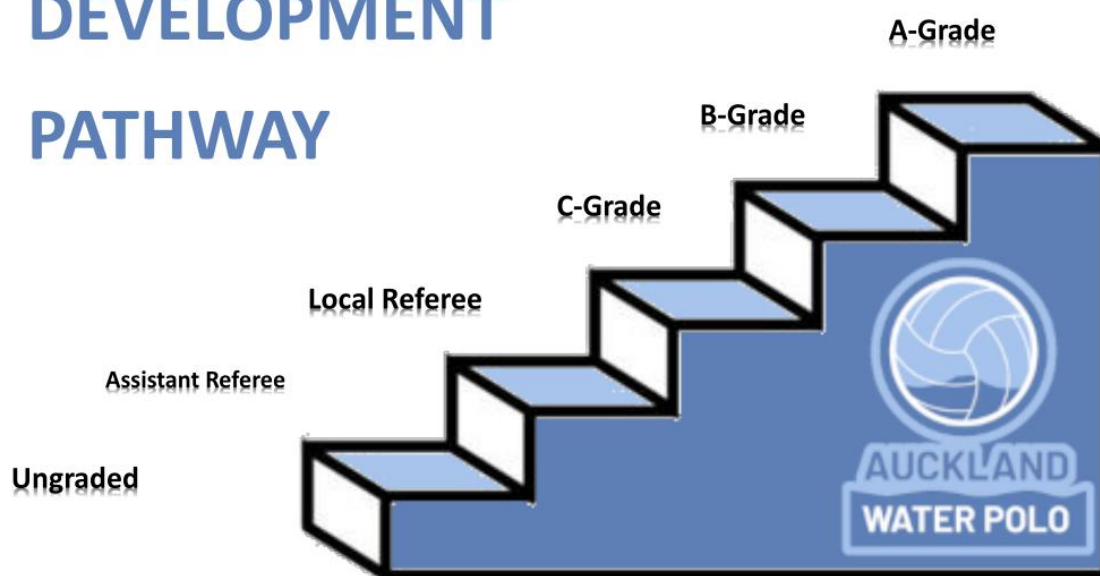 DEVELOPMENT
PATHWAY
A-Grade
B-Grade
C-Grade
Local Referee
Assistant Referee
Ungraded
AUCKLAND
WATER POLO